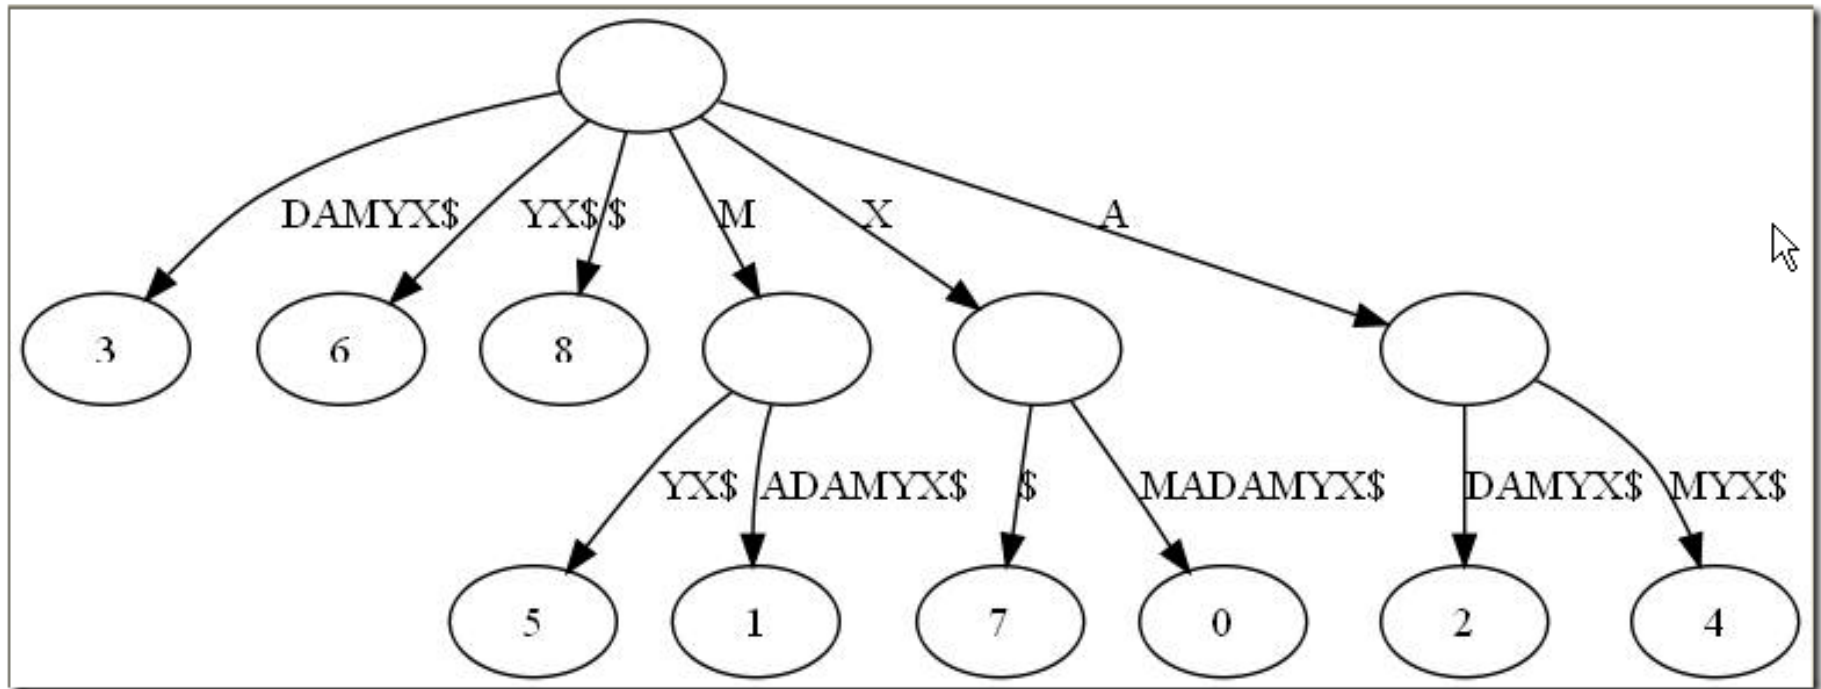 DAMYX$ YX$ $ M X A
3 6 8
YX$ ADAMYX$ $ MADAMYX$ DAMYX$ MYX$
5 1 7 0 2 4